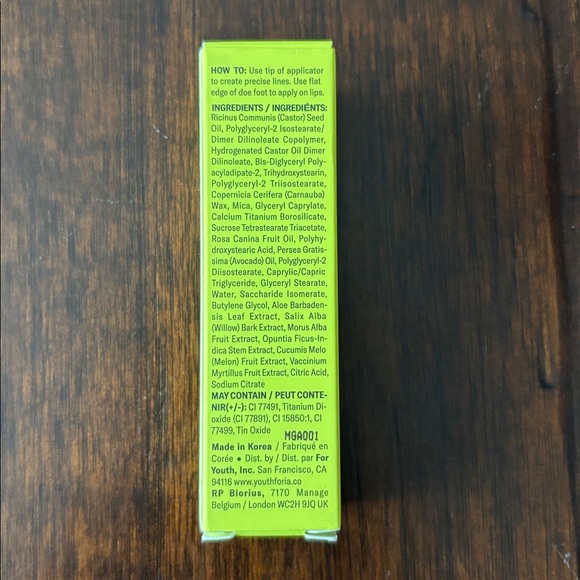 HOW TO: Use tip of applicator
to create precise lines. Use flat
edge of doe foot to apply on lips.
INGREDIENTS / INGREDIÉNTS:
Ricinus Communis (Castor) Seed
Oil, Polyglyceryl-2 Isostearate/
Dimer Dilinoleate Copolymer,
Hydrogenated Castor Oil Dimer
Dilinoleate, Bis-Diglyceryl Poly-
acyladipate-2, Trihydroxystearin,
Polyglyceryl-2 Triisostearate,
Copernicia Cerifera (Carnauba)
Wax, Mica, Glyceryl Caprylate,
Calcium Titanium Borosilicate,
Sucrose Tetrastearate Triacetate,
Rosa Canina Fruit Oil, Polyhy-
droxystearic Acid, Persea Gratis-
sima (Avocado) Oil, Polyglyceryl-2
Diisostearate, Caprylic/Capric
Triglyceride, Glyceryl Stearate,
Water, Saccharide Isomerate,
Butylene Glycol, Aloe Barbaden-
sis Leaf Extract, Salix Alba
(Willow) Bark Extract, Morus Alba
Fruit Extract, Opuntia Ficus-In-
dica Stem Extract, Cucumis Melo
(Melon) Fruit Extract, Vaccinium
Myrtillus Fruit Extract, Citric Acid,
Sodium Citrate
MAY CONTAIN / PEUT CONTE-
NIR(+/-): CI 77491, Titanium Di-
oxide (CI 77891), CI 15850:1, CI
77499, Tin Oxide
MGA001
Made in Korea / Fabriqué en
Corée • Dist. by / Dist. par For
Youth, Inc. San Francisco, CA
94116 www.youthforia.co
RP Biorius, 7170 Manage
Belgium / London WC2H 9JQ UK